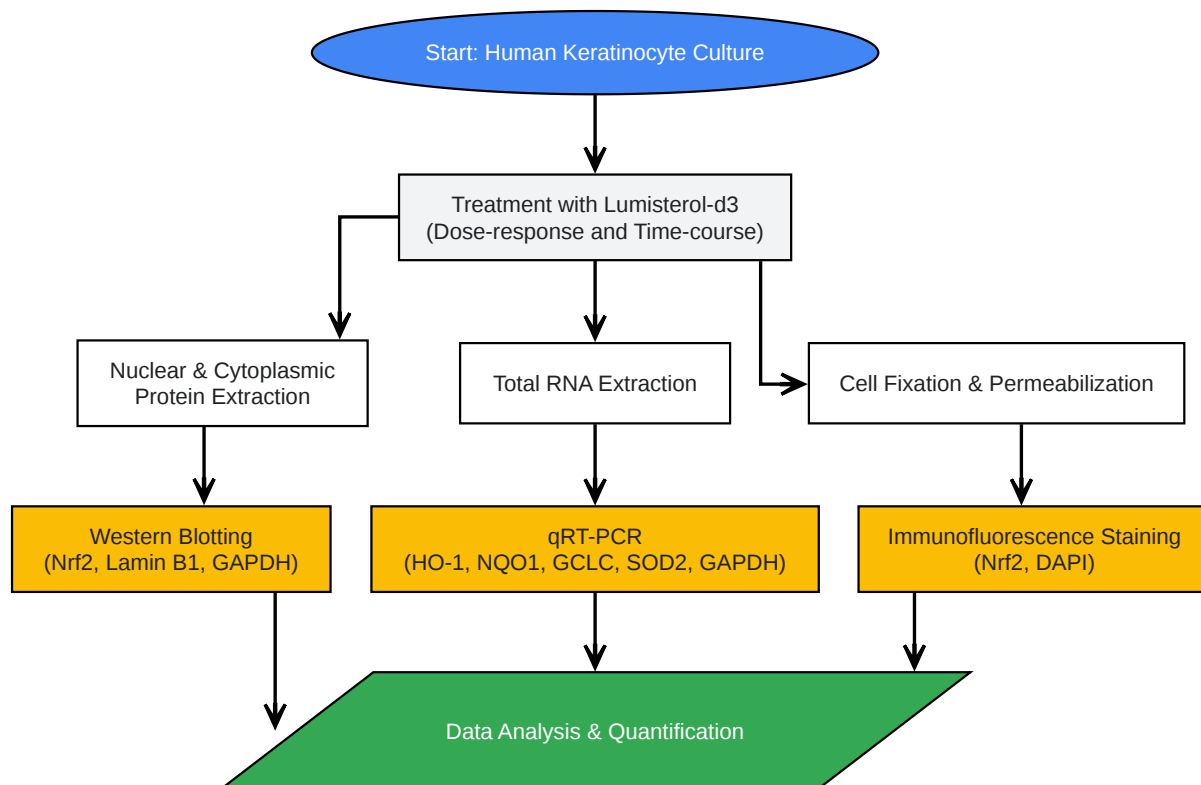 Start: Human Keratinocyte Culture
Treatment with Lumisterol-d3
(Dose-response and Time-course)
Nuclear & Cytoplasmic
Protein Extraction
Total RNA Extraction
Cell Fixation & Permeabilization
Western Blotting
(Nrf2, Lamin B1, GAPDH)
qRT-PCR
(HO-1, NQO1, GCLC, SOD2, GAPDH)
Immunofluorescence Staining
(Nrf2, DAPI)
Data Analysis & Quantification